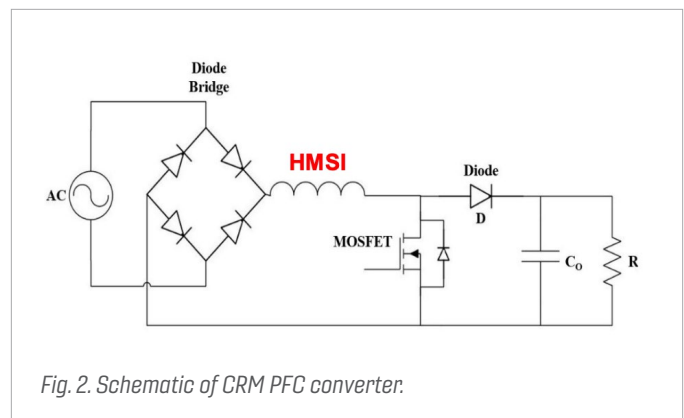 Diode
Bridge
HMSI
Diode
AC
D
MOSFET
Co
R
Fig. 2. Schematic of CRM PFC converter.